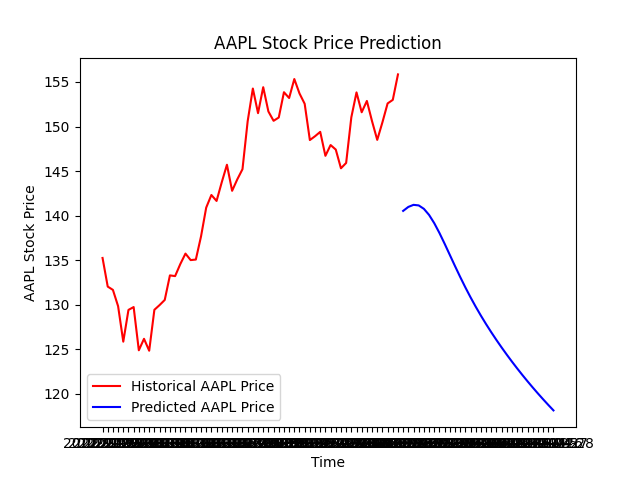 AAPL Stock Price Prediction
155
150
145
140
135
130
125
120
AAPL Stock Price
Historical AAPL Price
Predicted AAPL Price
Time